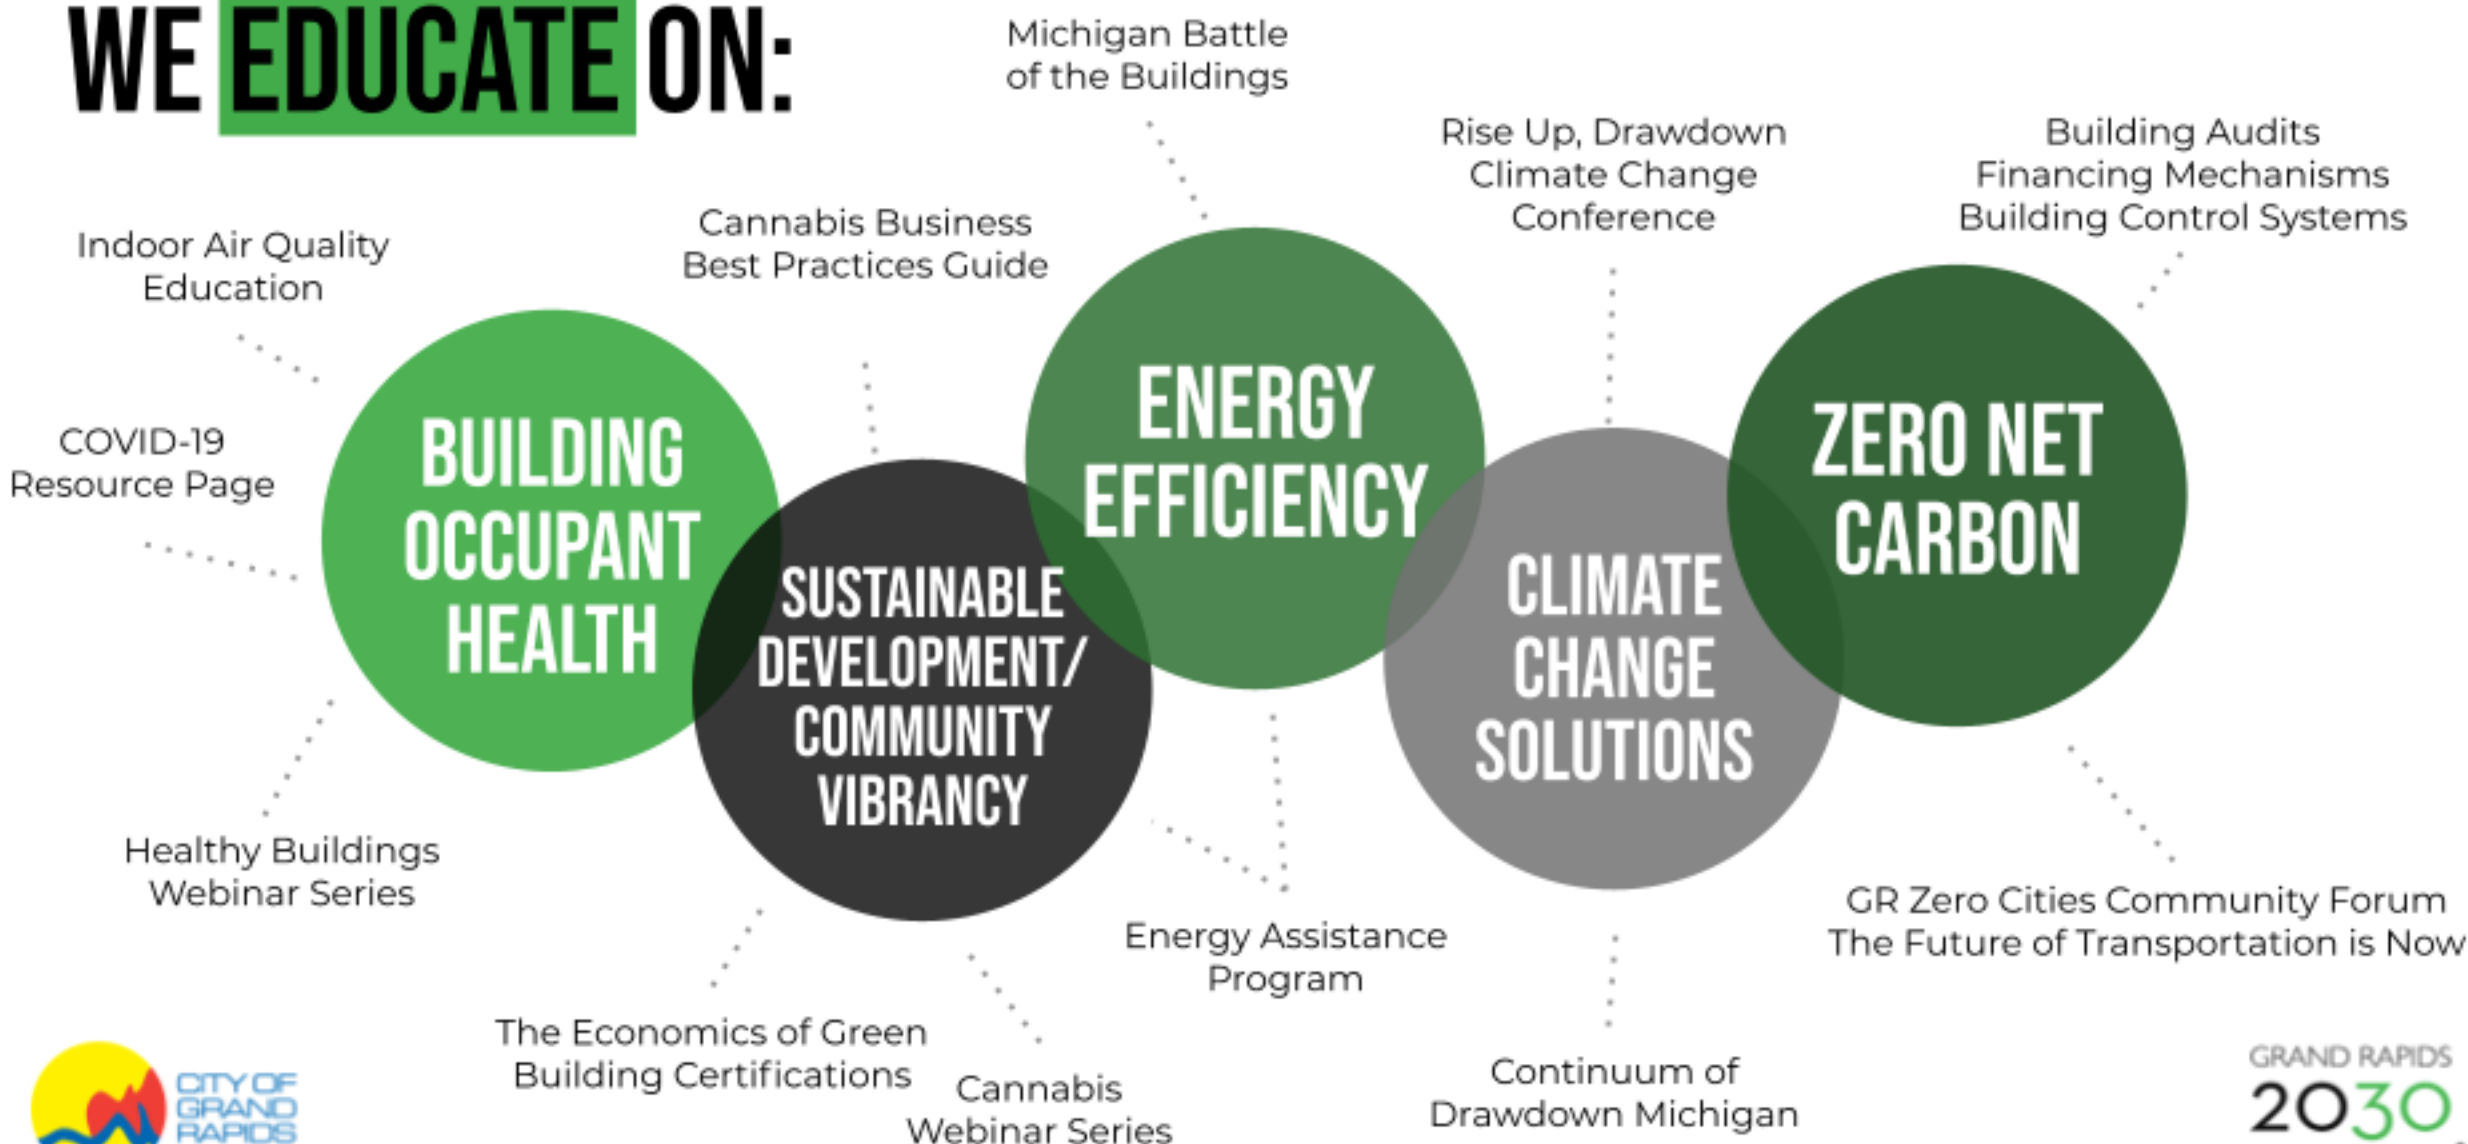 WE EDUCATE ON:
Michigan Battle
of the Buildings
Rise Up, Drawdown
Climate Change
Conference
Building Audits
Financing Mechanisms
Building Control Systems
Cannabis Business
Best Practices Guide
Indoor Air Quality
Education
COVID-19
Resource Page
BUILDING
OCCUPANT
HEALTH
SUSTAINABLE
DEVELOPMENT/
COMMUNITY
VIBRANCY
ENERGY
EFFICIENCY
CLIMATE
CHANGE
SOLUTIONS
ZERO NET
CARBON
Healthy Buildings
Webinar Series
The Economics of Green
Building Certifications
Cannabis
Webinar Series
Energy Assistance
Program
Continuum of
Drawdown Michigan
GR Zero Cities Community Forum
The Future of Transportation is Now
CITY OF
GRAND
RAPIDS
GRAND RAPIDS
2030